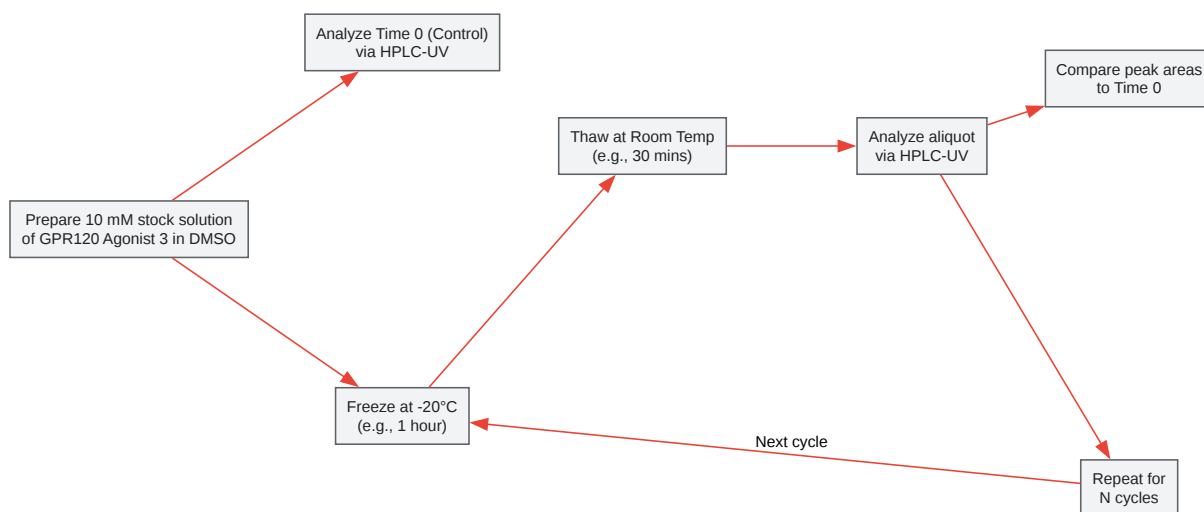 Analyze Time 0 (Control)
via HPLC-UV
Compare peak areas
to Time 0
Thaw at Room Temp
(e.g., 30 mins)
Analyze aliquot
via HPLC-UV
Prepare 10 mM stock solution
of GPR120 Agonist 3 in DMSO
Freeze at -20°C
(e.g., 1 hour)
Next cycle
Repeat for
N cycles